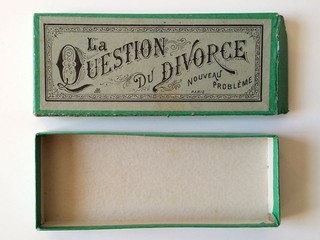 La
QUESTION
DU DIVORCE
NOUVEAU
PROBLÈME
PARIS